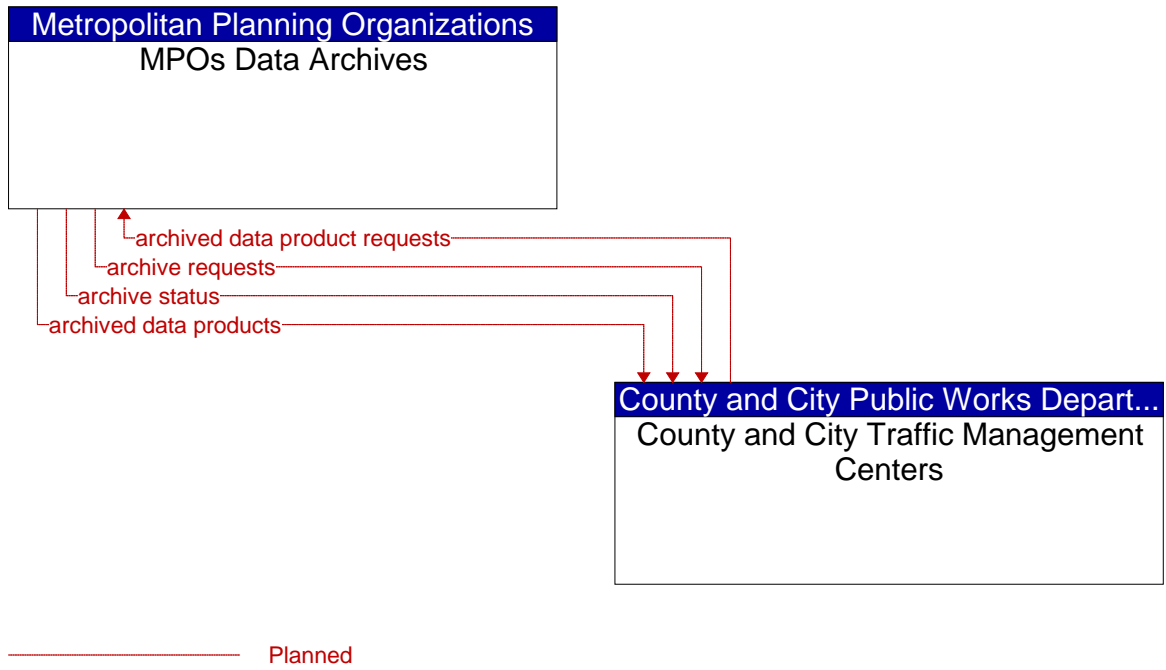 Metropolitan Planning Organizations
MPOs Data Archives
archived data product requests
archive requests
archive status
archived data products
County and City Public Works Depart...
County and City Traffic Management
Centers
Planned